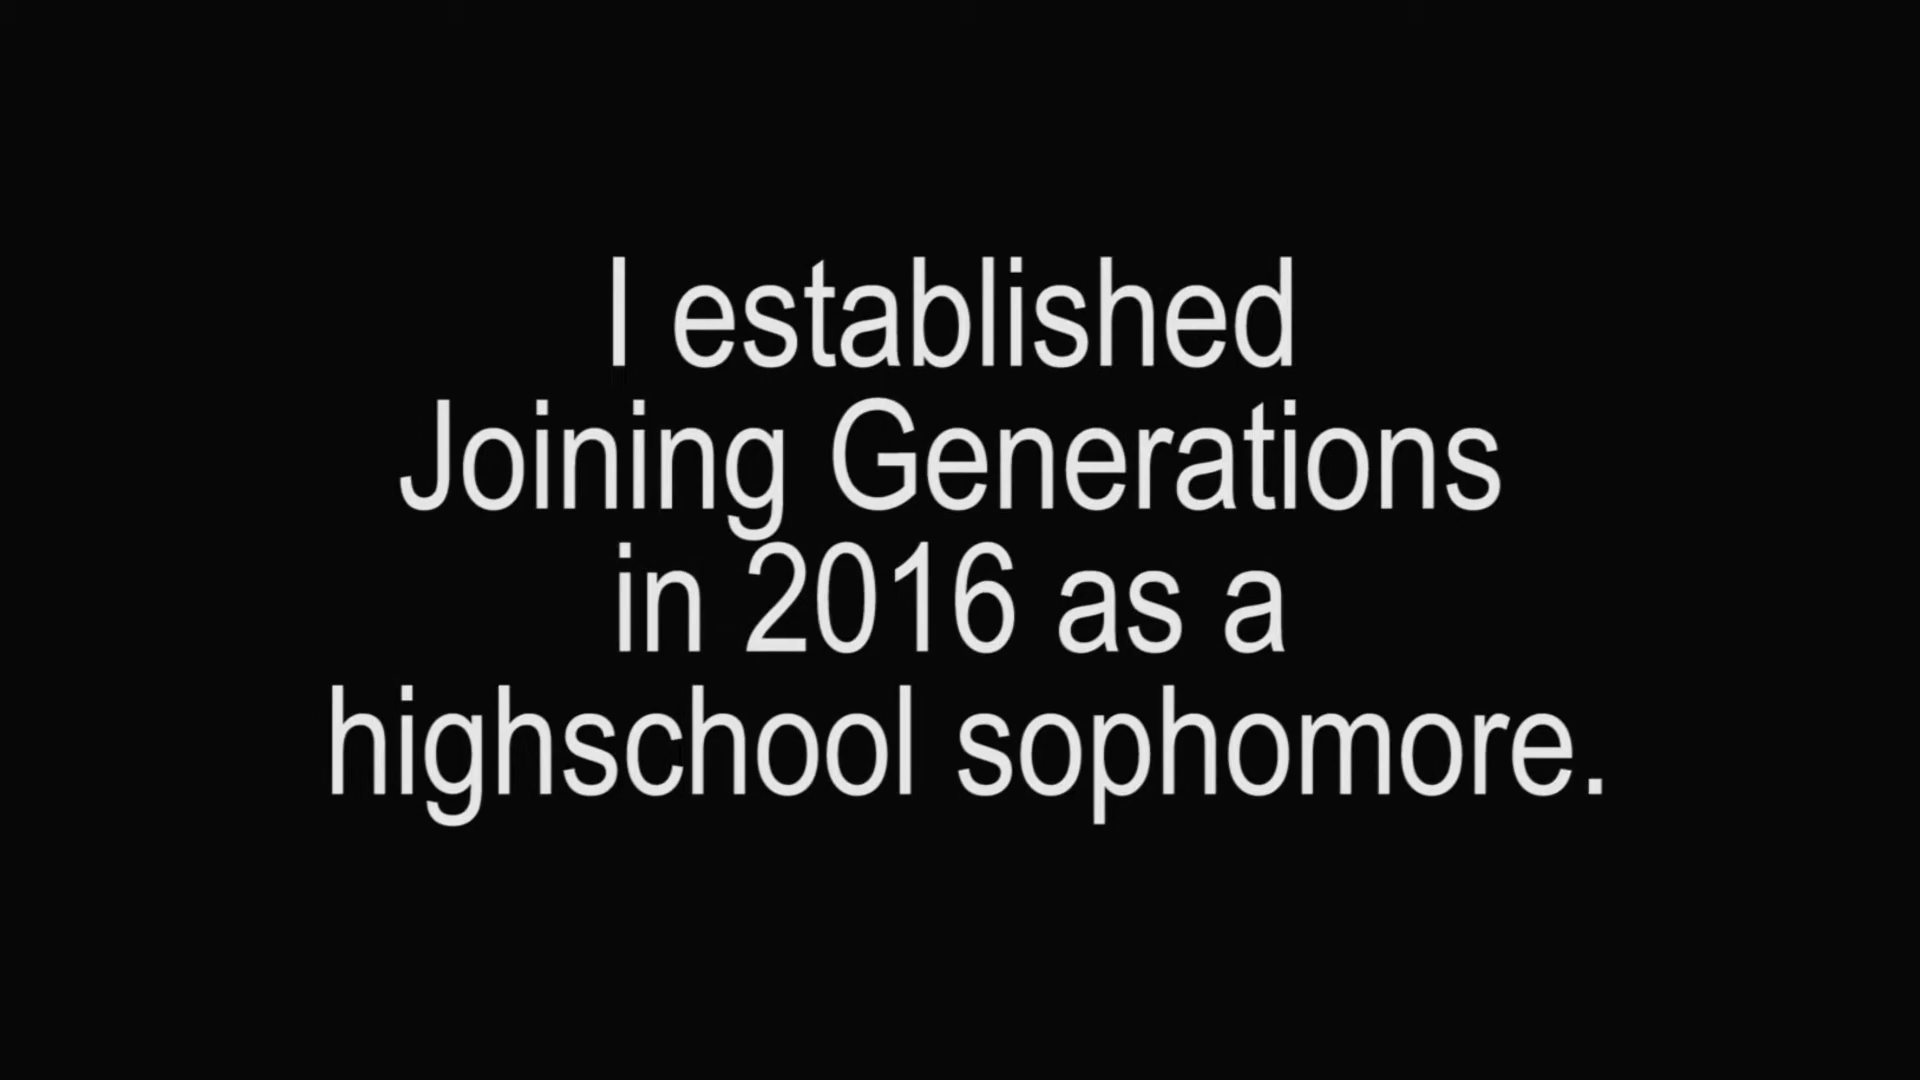 I established
Joining Generations
in 2016 as a
highschool sophomore.